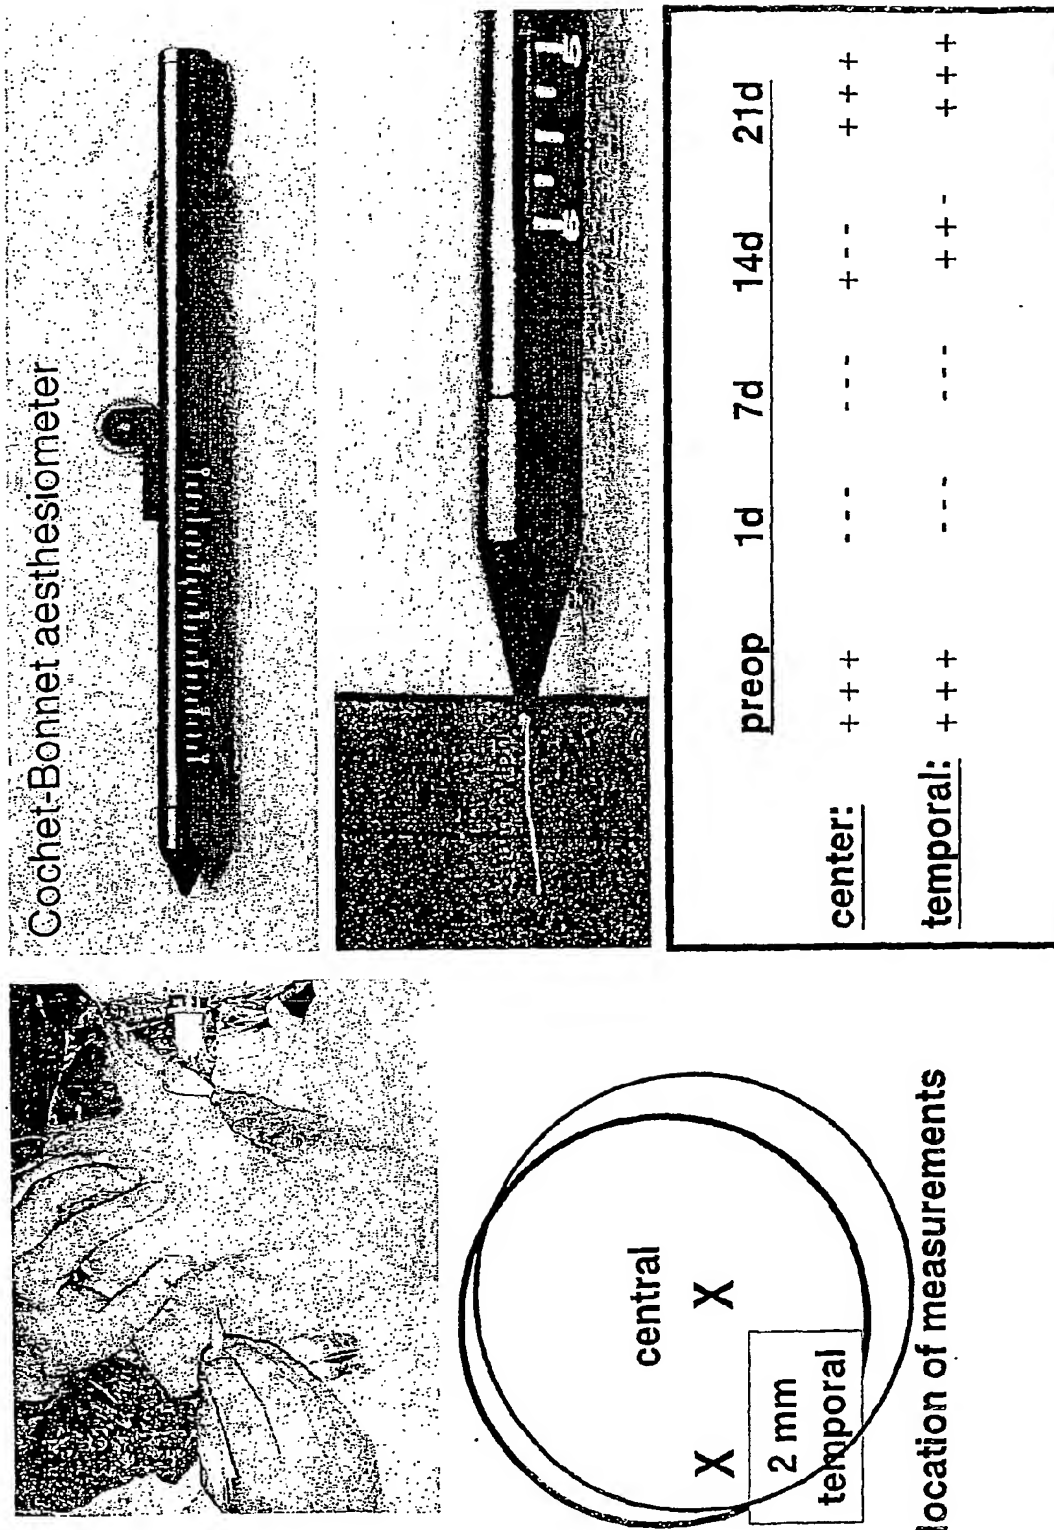 Cochet-Bonnet aesthesiometer
central
X X
2 mm
temporal
location of measurements
preop 1d 7d 14d 21d
center: + + + - - - - - - + - - + + +
temporal: + + + - - - - - - + + - + + +